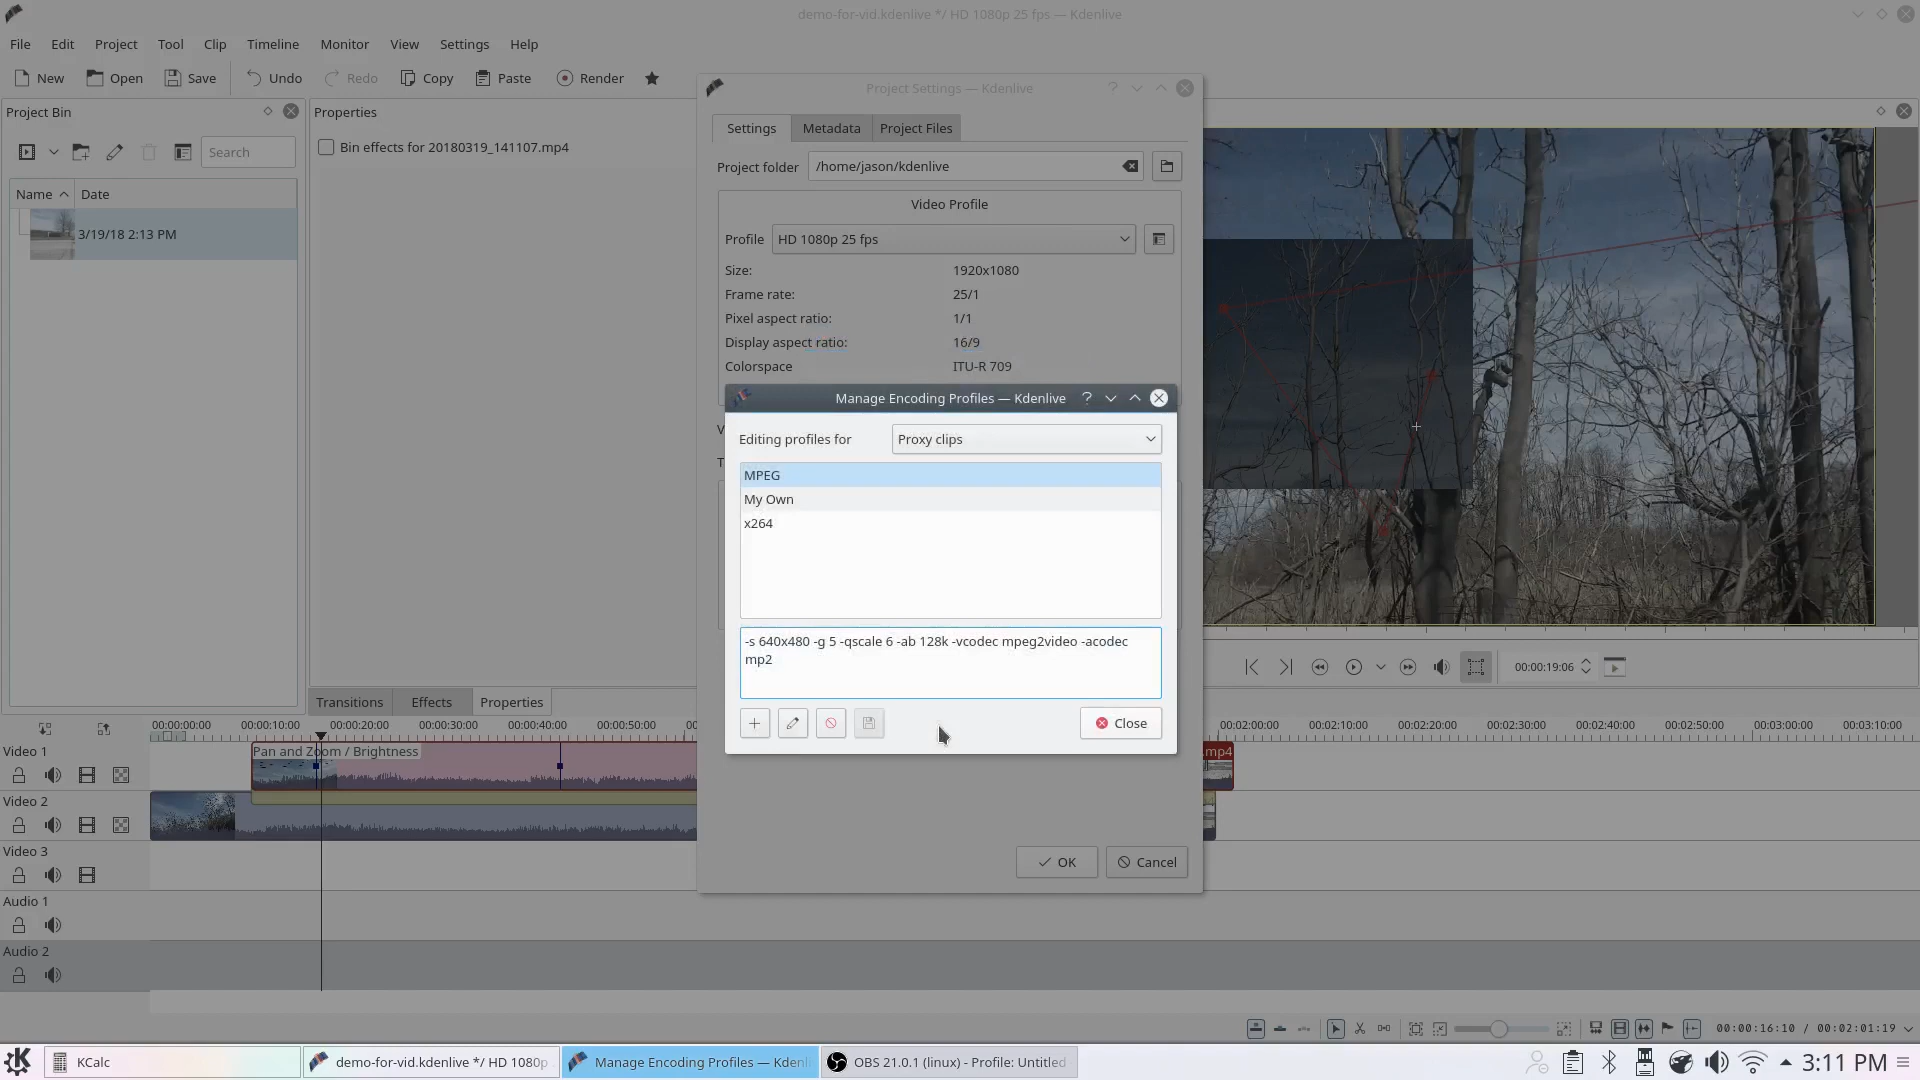 demo-for-vid.kdenlive */ HD 1080p 25 fps — Kdenlive
File Edit Project Tool Clip Timeline Monitor View Settings Help
New Open Save Undo Redo Copy Paste Render
Project Bin
Search
Name Date
3/19/18 2:13 PM
Properties
Bin effects for 20180319_141107.mp4
Project Settings — Kdenlive
Settings Metadata Project Files
Project folder /home/jason/kdenlive
Video Profile
Profile HD 1080p 25 fps
Size: 1920x1080
Frame rate: 25/1
Pixel aspect ratio: 1/1
Display aspect ratio: 16/9
Colorspace ITU-R 709
Manage Encoding Profiles — Kdenlive
Editing profiles for Proxy clips
MPEG
My Own
x264
-s 640x480 -g 5 -qscale 6 -ab 128k -vcodec mpeg2video -acodec
mp2
Close
OK Cancel
00:00:19:06
Transitions Effects Properties
00:00:00:00 00:00:10:00 00:00:20:00 00:00:30:00 00:00:40:00 00:00:50:00 00:02:00:00 00:02:10:00 00:02:20:00 00:02:30:00 00:02:40:00 00:02:50:00 00:03:00:00 00:03:10:00
Video 1
Pan and Zoom / Brightness
mp4
Video 2
Video 3
Audio 1
Audio 2
00:00:16:10 / 00:02:01:19
KCalc
demo-for-vid.kdenlive */ HD 1080p
Manage Encoding Profiles — Kdenli
OBS 21.0.1 (linux) - Profile: Untitled
3:11 PM